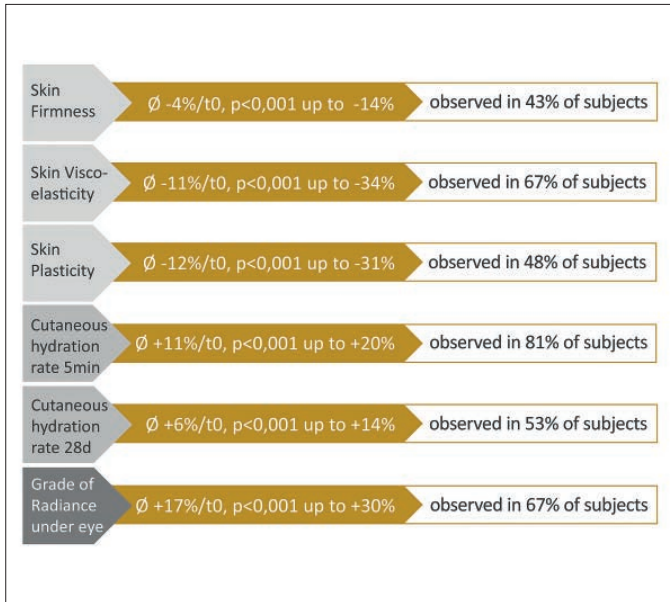 Skin
Firmness
Ø -4%/t0, p<0,001 up to  -14%
observed in 43% of subjects
Skin Visco-
elasticity
Ø -11%/t0, p<0,001 up to -34%
observed in 67% of subjects
Skin
Plasticity
Ø -12%/t0, p<0,001 up to -31%
observed in 48% of subjects
Cutaneous
hydration
rate 5min
Ø +11%/t0, p<0,001 up to +20%
observed in 81% of subjects
Cutaneous
hydration
rate 28d
Ø +6%/t0, p<0,001 up to +14%
observed in 53% of subjects
Grade of
Radiance
under eye
Ø +17%/t0, p<0,001 up to +30%
observed in 67% of subjects